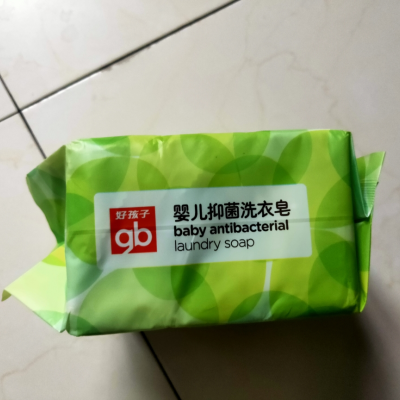 好孩子
gb
婴儿抑菌洗衣皂
baby antibacterial
laundry soap